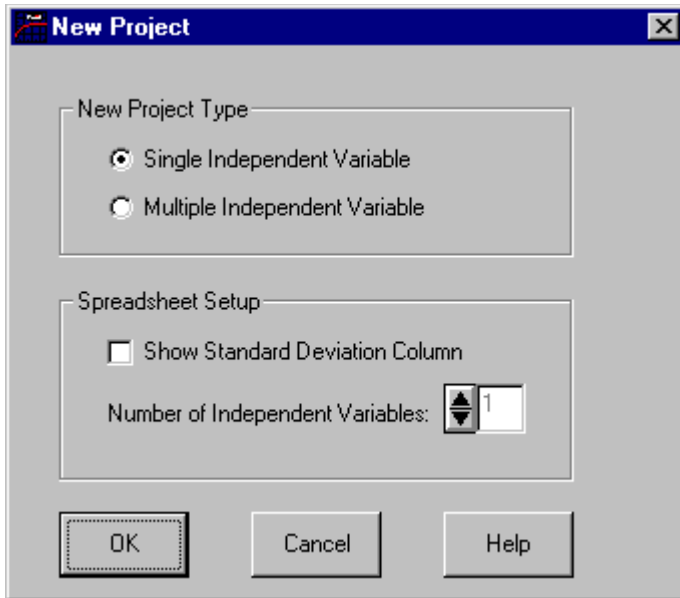 New Project
New Project Type
Single Independent Variable
Multiple Independent Variable
Spreadsheet Setup
Show Standard Deviation Column
Number of Independent Variables: 1
OK Cancel Help